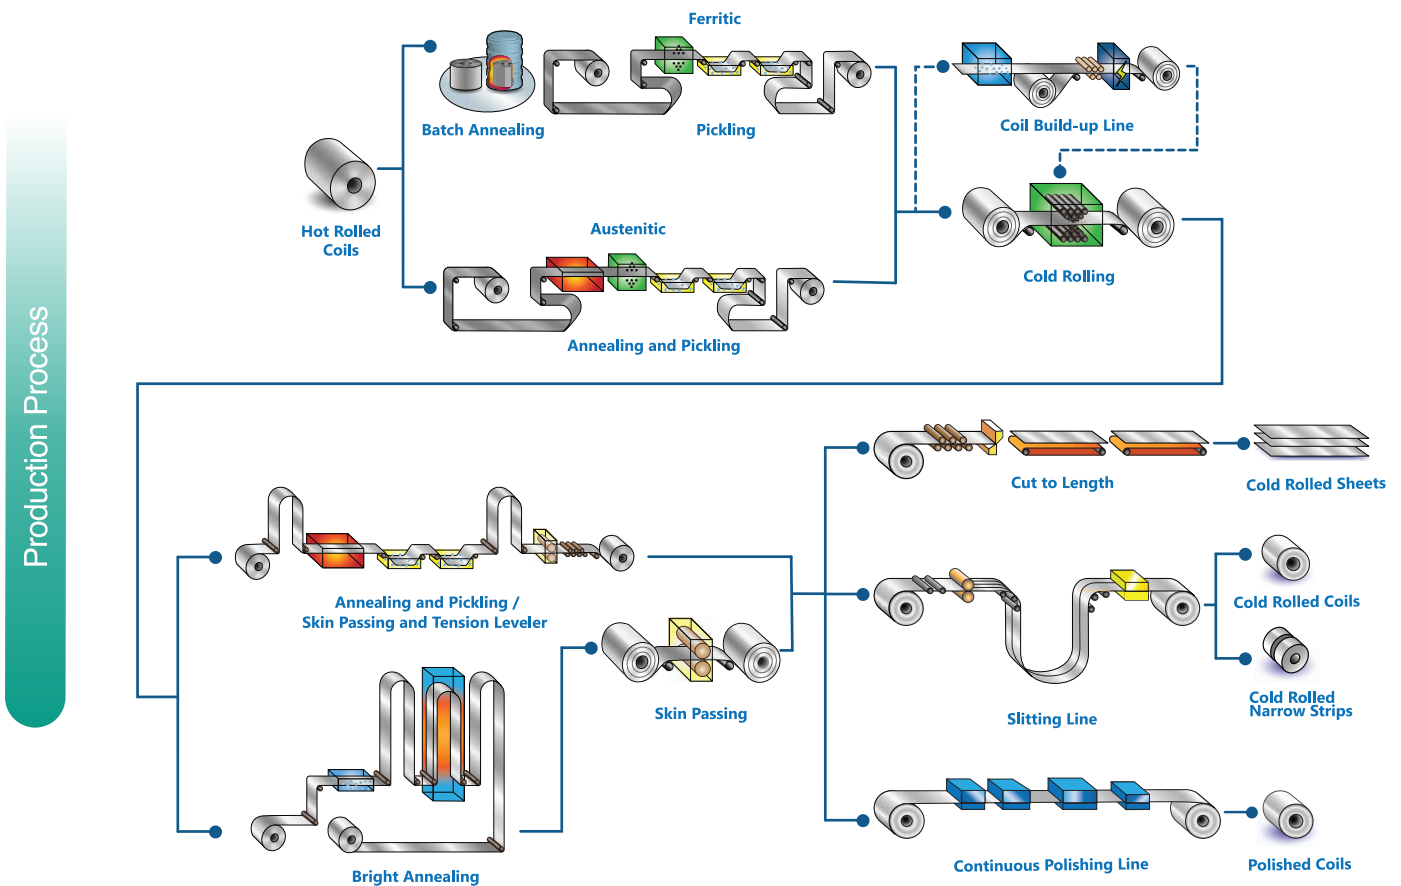 Production Process
Ferritic
Batch Annealing
Pickling
Coil Build-up Line
Hot Rolled
Coils
Austenitic
Annealing and Pickling
Cold Rolling
Cut to Length
Cold Rolled Sheets
Annealing and Pickling /
Skin Passing and Tension Leveler
Skin Passing
Bright Annealing
Slitting Line
Cold Rolled Coils
Cold Rolled
Narrow Strips
Continuous Polishing Line
Polished Coils